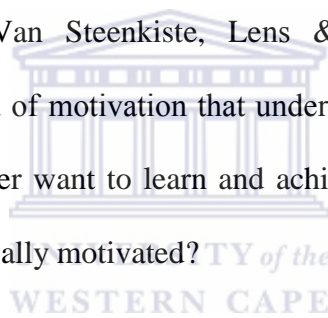 Van Steenkiste, Lens &
of motivation that under
er want to learn and achi
ally motivated?
UNIVERSITY of the
WESTERN CAPE